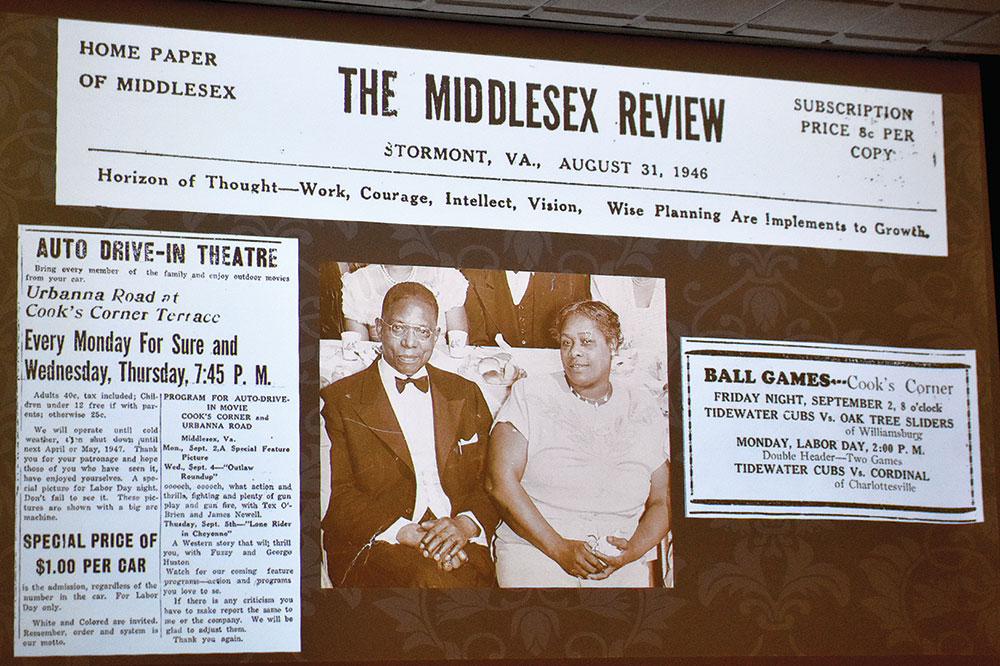 HOME PAPER
OF MIDDLESEX
THE MIDDLESEX REVIEW
SUBSCRIPTION
PRICE 8c PER
COPY
STORMONT, VA., AUGUST 31, 1946
Horizon of Thought—Work, Courage, Intellect, Vision, Wise Planning Are Implements to Growth.
AUTO DRIVE-IN THEATRE
Bring every member of the family and enjoy outdoor movies
from your car.
Urbanna Road at
Cook's Corner Terrace
Every Monday For Sure and
Wednesday, Thursday, 7:45 P. M.
Adults 40c, tax included; Chil-
dren under 12 free if with par-
ents; otherwise 25c.
We will operate until cold
weather, then shut down until
next April or May, 1947. Thank
you for your patronage and hope
those of you who have seen it,
have enjoyed yourselves. A spe-
cial picture for Labor Day night.
Don't fail to see it. These pic-
tures are shown with a big arc
machine.
SPECIAL PRICE OF
$1.00 PER CAR
is the admission, regardless of the
number in the car. For Labor
Day only.
White and Colored are invited.
Remember, order and system is
our motto.
PROGRAM FOR AUTO-DRIVE-
IN MOVIE
COOK'S CORNER and
URBANNA ROAD
Middlesex, Va.
Mon., Sept. 2, A Special Feature
Picture
Wed., Sept. 4—"Outlaw
Roundup"
oooooh, oooooh, what action and
thrills, fighting and plenty of gun
play and gun fire, with Tex O'-
Brien and James Newell.
Thusday, Sept. 5th—"Lone Rider
in Cheyenne"
A Western story that will thrill
you, with Fuzzy and George
Huston
Watch for our coming feature
programs—action and programs
you love to se.
If there is any criticism you
have to make report the same to
me or the company. We will be
glad to adjust them.
Thank you again.
BALL GAMES---Cook's Corner
FRIDAY NIGHT, SEPTEMBER 2, 8 o'clock
TIDEWATER CUBS Vs. OAK TREE SLIDERS
of Williamsburg
MONDAY, LABOR DAY, 2:00 P. M.
Double Header—Two Games
TIDEWATER CUBS Vs. CORDINAL
of Charlottesville